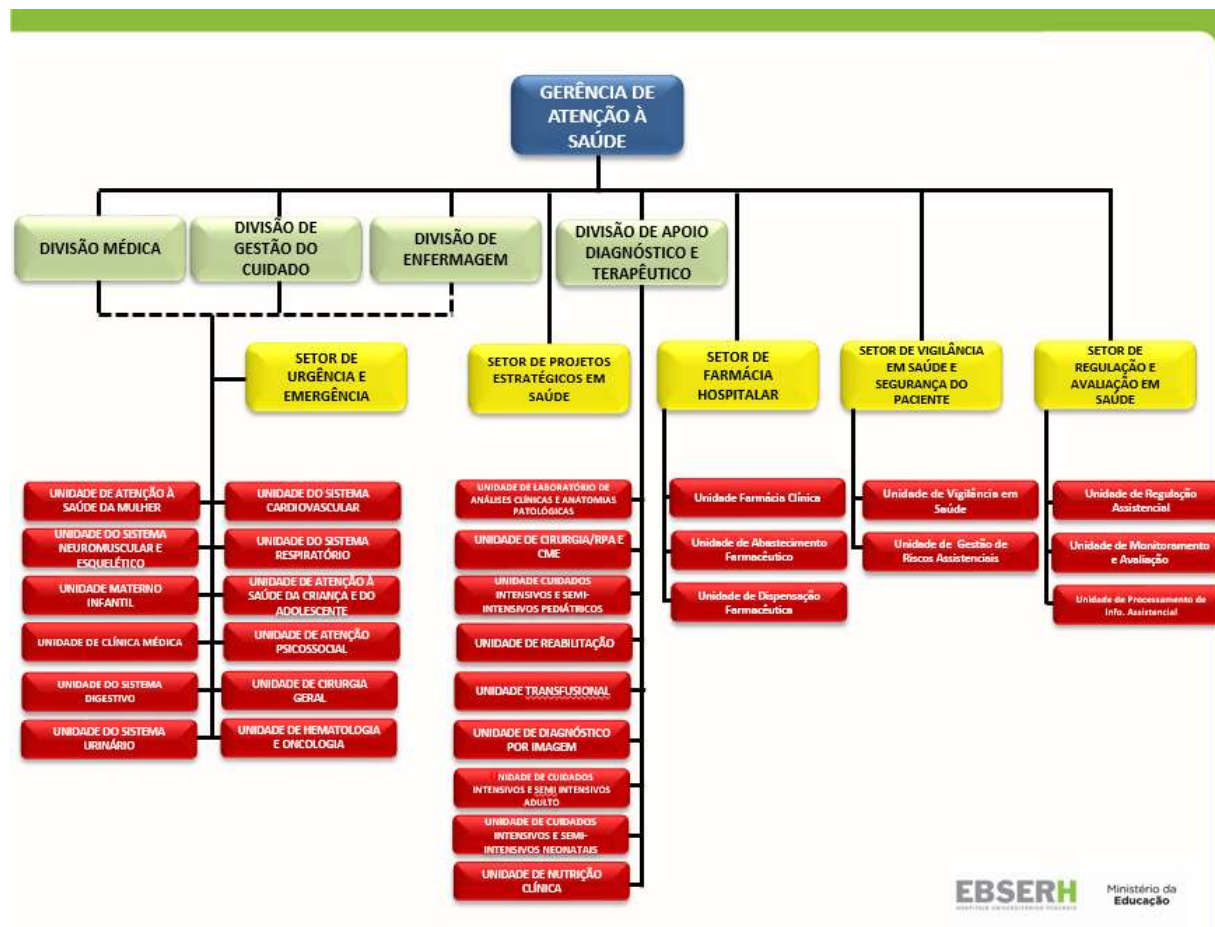 GERÊNCIA DE
ATENÇÃO À
SAÚDE
DIVISÃO MÉDICA
DIVISÃO DE
GESTÃO DO
CUIDADO
DIVISÃO DE
ENFERMAGEM
DIVISÃO DE APOIO
DIAGNÓSTICO E
TERAPÊUTICO
SETOR DE
URGÊNCIA E
EMERGÊNCIA
SETOR DE PROJETOS
ESTRATÉGICOS EM
SAÚDE
SETOR DE
FARMÁCIA
HOSPITALAR
SETOR DE VIGILÂNCIA
EM SAÚDE E
SEGURANÇA DO
PACIENTE
SETOR DE
REGULAÇÃO E
AVALIAÇÃO EM
SAÚDE
UNIDADE DE ATENÇÃO À
SAÚDE DA MULHER
UNIDADE DO SISTEMA
NEUROMUSCULAR E
ESQUELÉTICO
UNIDADE MATERNO
INFANTIL
UNIDADE DE CLÍNICA MÉDICA
UNIDADE DO SISTEMA
DIGESTIVO
UNIDADE DO SISTEMA
URINÁRIO
UNIDADE DO SISTEMA
CARDIOVASCULAR
UNIDADE DO SISTEMA
RESPIRATÓRIO
UNIDADE DE ATENÇÃO À
SAÚDE DA CRIANÇA E DO
ADOLESCENTE
UNIDADE DE ATENÇÃO
PSICOSSOCIAL
UNIDADE DE CIRURGIA
GERAL
UNIDADE DE HEMATOLOGIA
E ONCOLOGIA
UNIDADE DE LABORATÓRIO DE
ANÁLISES CLÍNICAS E ANATOMIAS
PATOLÓGICAS
UNIDADE DE CIRURGIA/RPA E
CME
UNIDADE CUIDADOS
INTENSIVOS E SEMI-
INTENSIVOS PEDIÁTRICOS
UNIDADE DE REABILITAÇÃO
UNIDADE TRANSFUSIONAL
UNIDADE DE DIAGNÓSTICO
POR IMAGEM
UNIDADE DE CUIDADOS
INTENSIVOS E SEMI INTENSIVOS
ADULTO
UNIDADE DE CUIDADOS
INTENSIVOS E SEMI-
INTENSIVOS NEONATAIS
UNIDADE DE NUTRIÇÃO
CLÍNICA
Unidade Farmácia Clínica
Unidade de Abastecimento
Farmacêutico
Unidade de Dispensação
Farmacêutica
Unidade de Vigilância em
Saúde
Unidade de Gestão de
Riscos Assistenciais
Unidade de Regulação
Assistencial
Unidade de Monitoramento
e Avaliação
Unidade de Processamento de
Info. Assistencial
EBSERH
HOSPITAIS UNIVERSITÁRIOS FEDERAIS
Ministério da
Educação